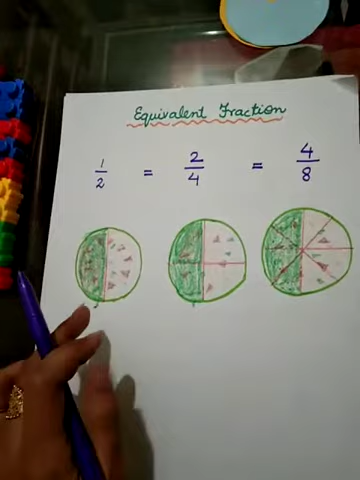 Equivalent Fraction
1/2 = 2/4 = 4/8